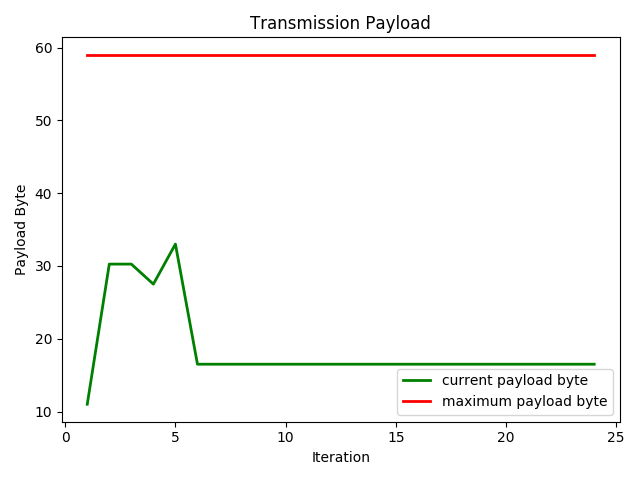 Transmission Payload
60
50
40
30
20
10
Payload Byte
0
5
10
15
20
25
Iteration
current payload byte
maximum payload byte